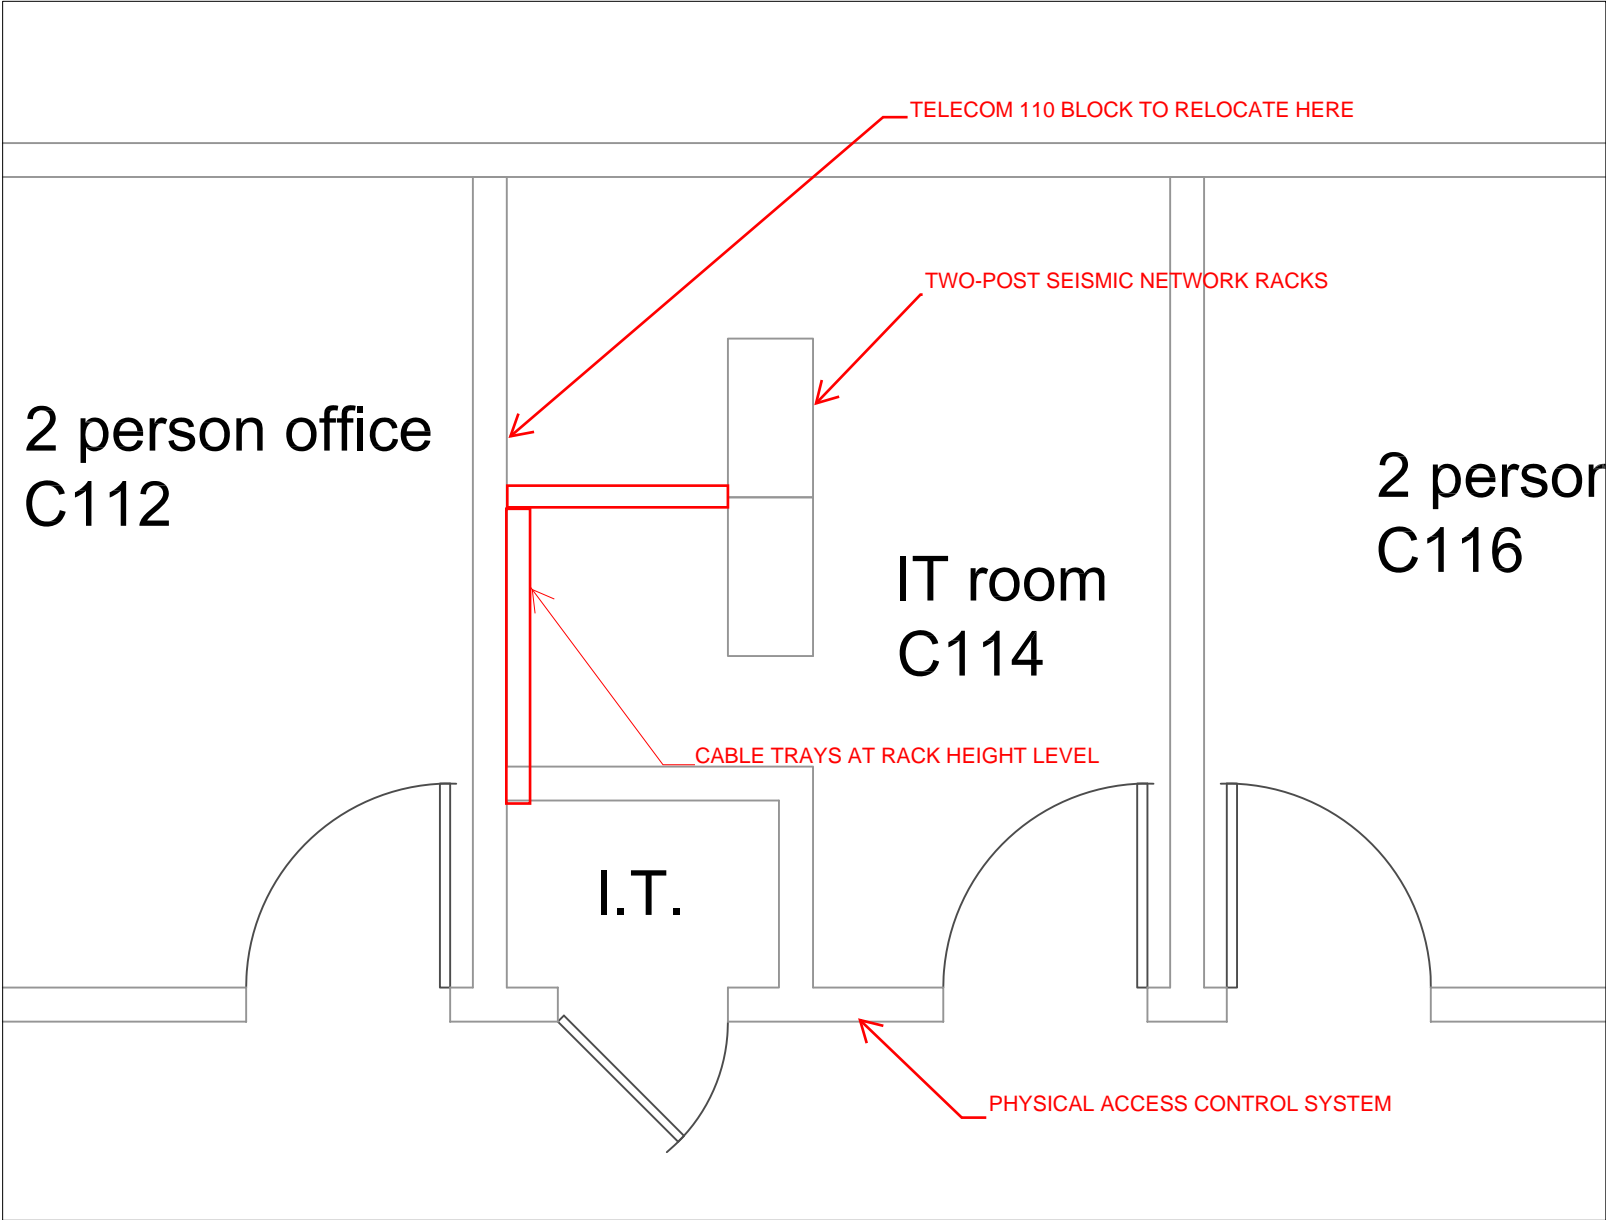 TELECOM 110 BLOCK TO RELOCATE HERE
TWO-POST SEISMIC NETWORK RACKS
2 person office
C112
2 person
C116
IT room
C114
CABLE TRAYS AT RACK HEIGHT LEVEL
I.T.
PHYSICAL ACCESS CONTROL SYSTEM